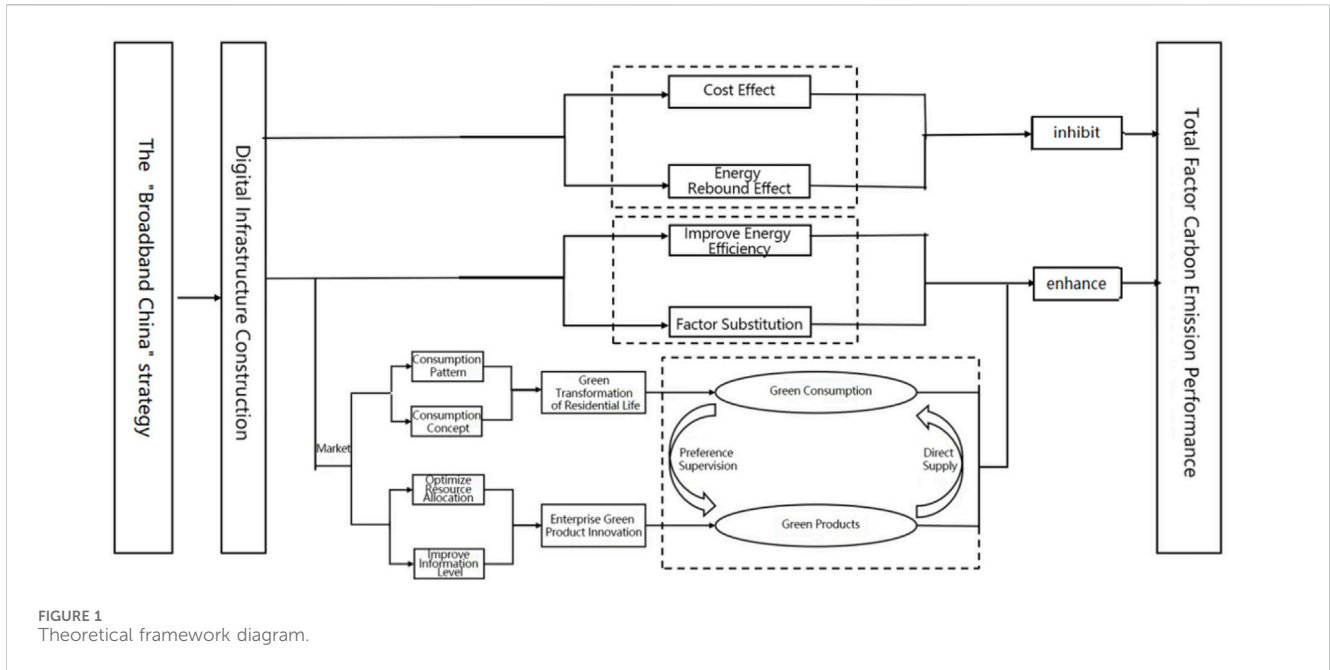 The "Broadband China" strategy
Digital Infrastructure Construction
Cost Effect
Energy
Rebound Effect
inhibit
Improve Energy
Efficiency
Factor Substitution
enhance
Total Factor Carbon Emission Performance
Market
Consumption
Pattern
Consumption
Concept
Green
Transformation
of Residential Life
Green Consumption
Preference
Supervision
Direct
Supply
Optimize
Resource
Allocation
Improve
Information
Level
Enterprise Green
Product Innovation
Green Products
FIGURE 1
Theoretical framework diagram.